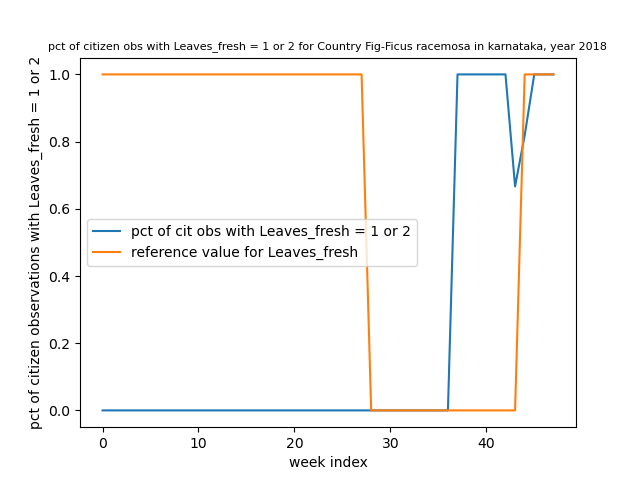 pct of citizen obs with Leaves_fresh = 1 or 2 for Country Fig-Ficus racemosa in karnataka, year 2018
pct of citizen observations with Leaves_fresh = 1 or 2
1.0
0.8
0.6
0.4
0.2
0.0
pct of cit obs with Leaves_fresh = 1 or 2
reference value for Leaves_fresh
0
10
20
30
40
week index